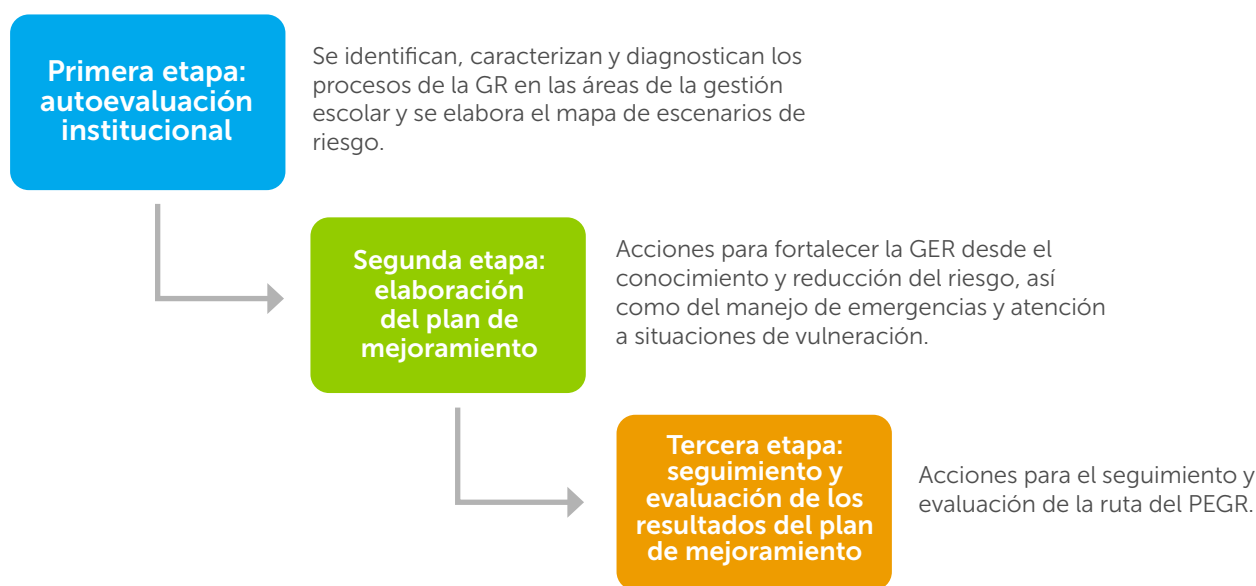 Primera etapa:
autoevaluación
institucional
Se identifican, caracterizan y diagnostican los
procesos de la GR en las áreas de la gestión
escolar y se elabora el mapa de escenarios de
riesgo.
Segunda etapa:
elaboración
del plan de
mejoramiento
Acciones para fortalecer la GER desde el
conocimiento y reducción del riesgo, así
como del manejo de emergencias y atención
a situaciones de vulneración.
Tercera etapa:
seguimiento y
evaluación de los
resultados del plan
de mejoramiento
Acciones para el seguimiento y
evaluación de la ruta del PEGR.